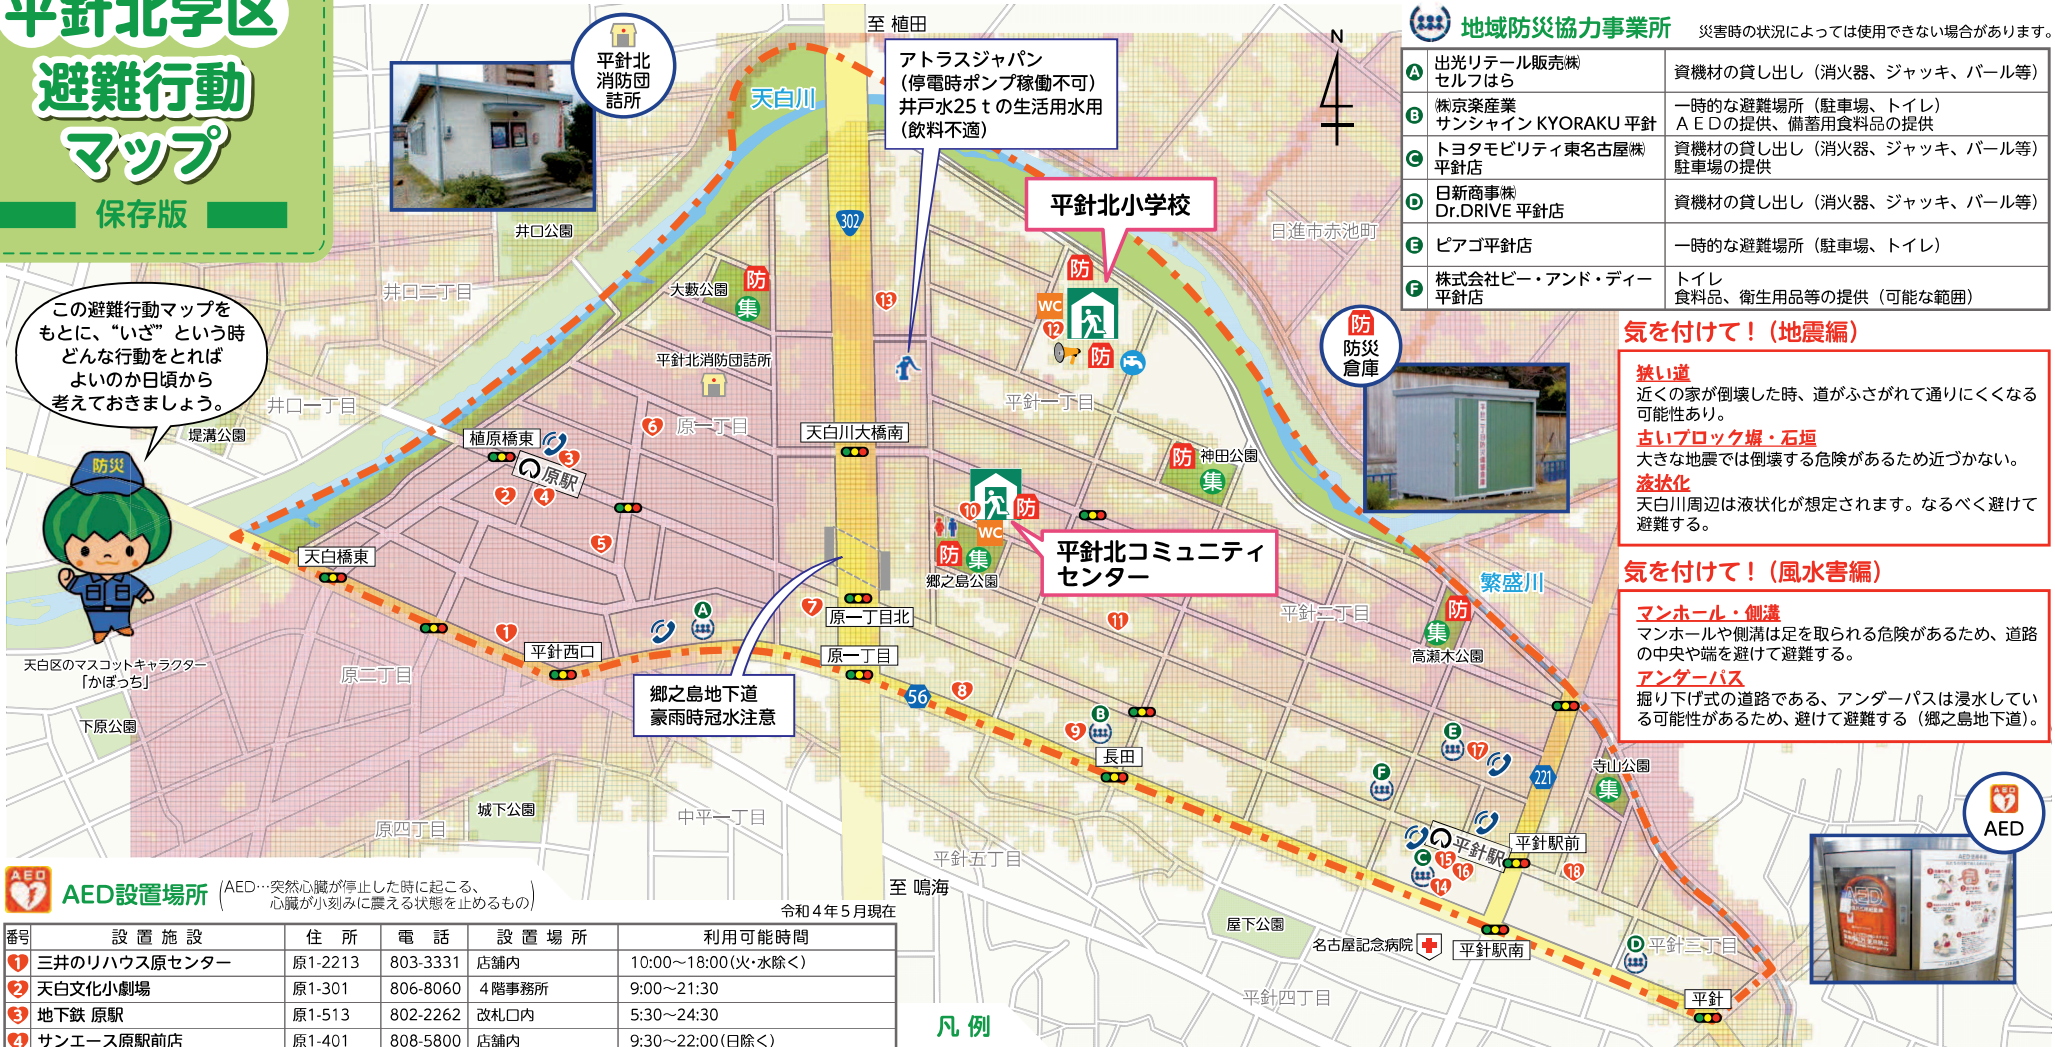 平針北学区
避難行動
マップ
保存版
この避難行動マップを
もとに、“いざ”という時
どんな行動をとれば
よいのか日頃から
考えておきましょう。
防災
天白区のマスコットキャラクター
「かぼっち」
平針北
消防団
詰所
至 植田
天白川
アトラスジャパン
(停電時ポンプ稼働不可)
井戸水25ｔの生活用水用
(飲料不適)
N
平針北小学校
302
井口公園
日進市赤池町
井口二丁目
大藪公園
防
集
13
防
WC
12
防
平針北消防団詰所
平針一丁目
井口一丁目
堤溝公園
6
原一丁目
天白川大橋南
植原橋東
3
原駅
2
4
防
神田公園
集
10
防
WC
防
集
郷之島公園
平針北コミュニティ
センター
5
天白橋東
繁盛川
平針二丁目
防
集
高瀬木公園
A
7
原一丁目北
11
1
平針西口
原一丁目
原二丁目
郷之島地下道
豪雨時冠水注意
56
8
B
9
長田
E
17
F
221
寺山公園
集
下原公園
城下公園
原四丁目
中平一丁目
平針五丁目
平針駅
平針駅前
C
15
16
14
18
至 鳴海
屋下公園
名古屋記念病院
平針駅南
D
平針三丁目
平針四丁目
平針
地域防災協力事業所 災害時の状況によっては使用できない場合があります。
A 出光リテール販売㈱ セルフはら 資機材の貸し出し（消火器、ジャッキ、バール等）
B ㈱京楽産業 サンシャイン KYORAKU 平針 一時的な避難場所（駐車場、トイレ） ＡＥＤの提供、備蓄用食料品の提供
C トヨタモビリティ東名古屋㈱ 平針店 資機材の貸し出し（消火器、ジャッキ、バール等） 駐車場の提供
D 日新商事㈱ Dr.DRIVE 平針店 資機材の貸し出し（消火器、ジャッキ、バール等）
E ピアゴ平針店 一時的な避難場所（駐車場、トイレ）
F 株式会社ビー・アンド・ディー 平針店 トイレ 食料品、衛生用品等の提供（可能な範囲）
防
防災
倉庫
気を付けて！（地震編）
狭い道
近くの家が倒壊した時、道がふさがれて通りにくくなる
可能性あり。
古いブロック塀・石垣
大きな地震では倒壊する危険があるため近づかない。
液状化
天白川周辺は液状化が想定されます。なるべく避けて
避難する。
気を付けて！（風水害編）
マンホール・側溝
マンホールや側溝は足を取られる危険があるため、道路
の中央や端を避けて避難する。
アンダーパス
掘り下げ式の道路である、アンダーパスは浸水してい
る可能性があるため、避けて避難する（郷之島地下道）。
AED
AED
AED
AED設置場所 (AED…突然心臓が停止した時に起こる、
心臓が小刻みに震える状態を止めるもの)
令和４年５月現在
番号 設置施設 住所 電話 設置場所 利用可能時間
1 三井のリハウス原センター 原1-2213 803-3331 店舗内 10:00～18:00(火・水除く)
2 天白文化小劇場 原1-301 806-8060 ４階事務所 9:00～21:30
3 地下鉄 原駅 原1-513 802-2262 改札口内 5:30～24:30
4 サンエース原駅前店 原1-401 808-5800 店舗内 9:30～22:00(日除く)
凡例